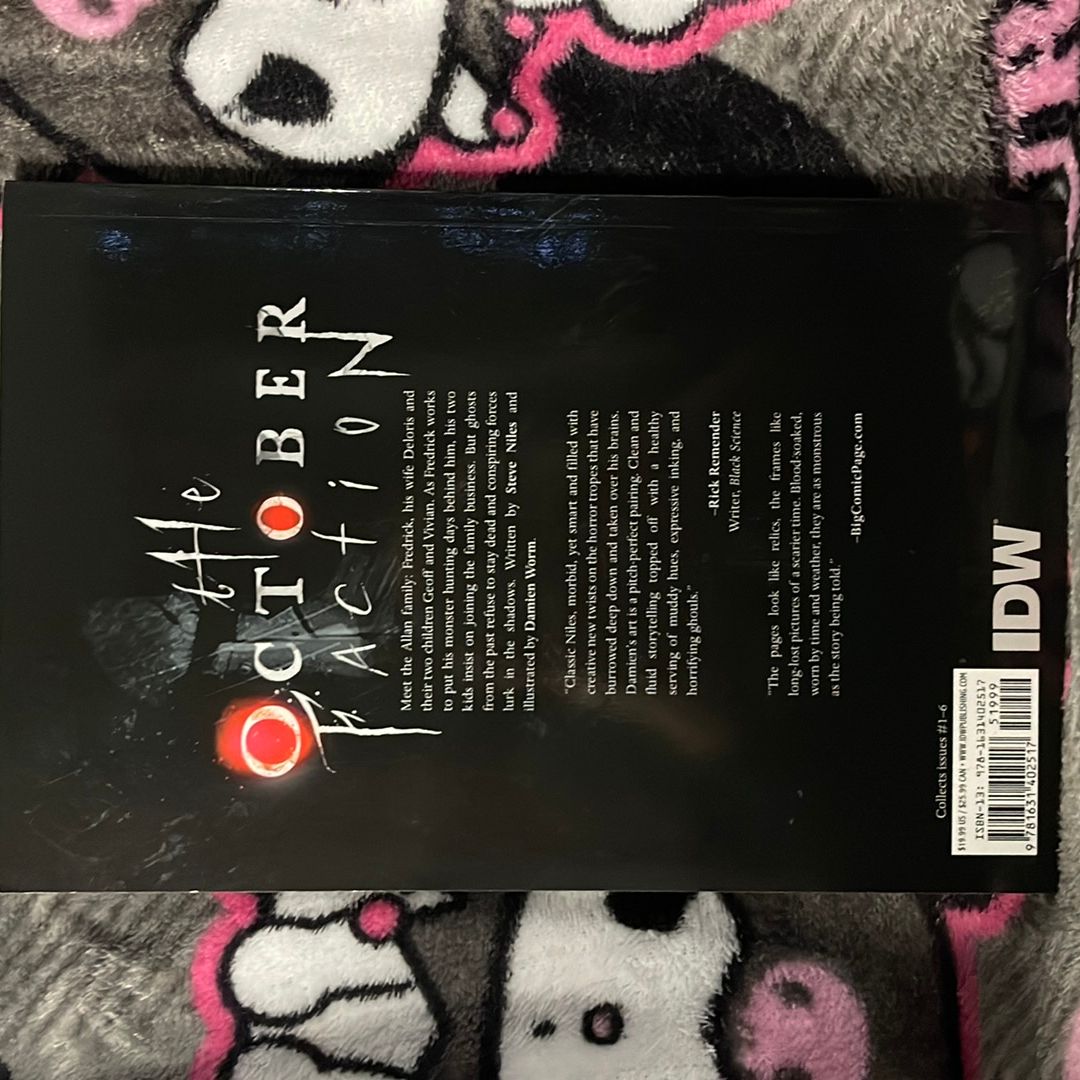 the
OCTOBER
FACTION
Meet the Allan family: Fredrick, his wife Deloris and
their two children Geoff and Vivian. As Fredrick works
to put his monster hunting days behind him, his two
kids insist on joining the family business. But ghosts
from the past refuse to stay dead and conspiring forces
lurk in the shadows. Written by Steve Niles and
illustrated by Damien Worm.
"Classic Niles, morbid, yet smart and filled with
creative new twists on the horror tropes that have
burrowed deep down and taken over his brains.
Damien's art is a pitch-perfect pairing. Clean and
fluid storytelling topped off with a healthy
serving of muddy hues, expressive inking, and
horrifying ghouls."
–Rick Remender
Writer, Black Science
"The pages look like relics, the frames like
long-lost pictures of a scarier time. Blood-soaked,
worn by time and weather, they are as monstrous
as the story being told."
–BigComicPage.com
Collects issues #1–6
$19.99 US / $25.99 CAN • WWW.IDWPUBLISHING.COM
ISBN-13: 978-1631402517
51999
9 781631 402517
IDW™